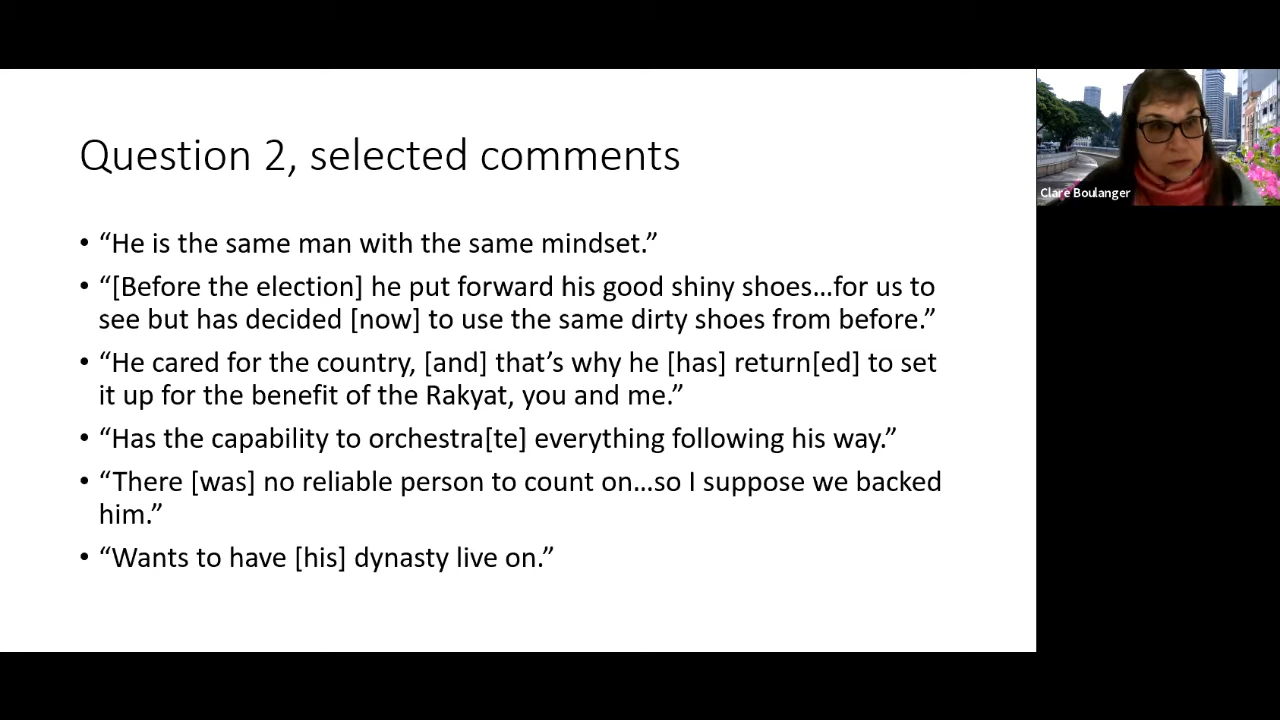 Question 2, selected comments
• “He is the same man with the same mindset.”
• “[Before the election] he put forward his good shiny shoes…for us to
see but has decided [now] to use the same dirty shoes from before.”
• “He cared for the country, [and] that’s why he [has] return[ed] to set
it up for the benefit of the Rakyat, you and me.”
• “Has the capability to orchestra[te] everything following his way.”
• “There [was] no reliable person to count on…so I suppose we backed
him.”
• “Wants to have [his] dynasty live on.”
Clare Boulanger